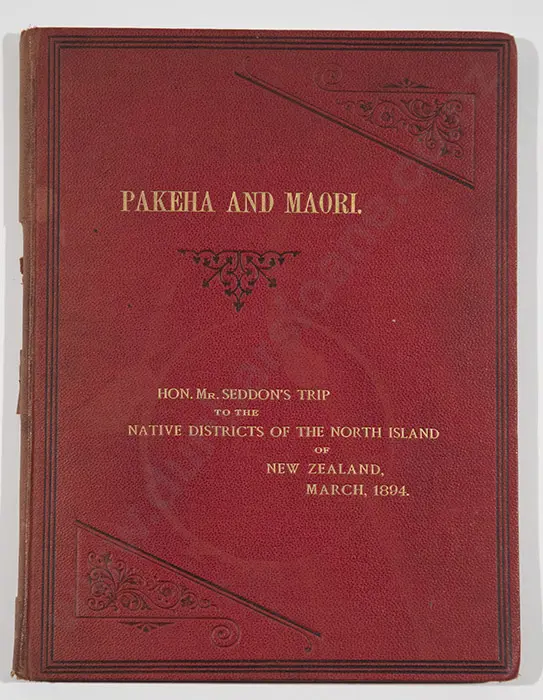 PAKEHA AND MAORI.
HON. MR. SEDDON'S TRIP
TO THE
NATIVE DISTRICTS OF THE NORTH ISLAND
OF
NEW ZEALAND,
MARCH, 1894.